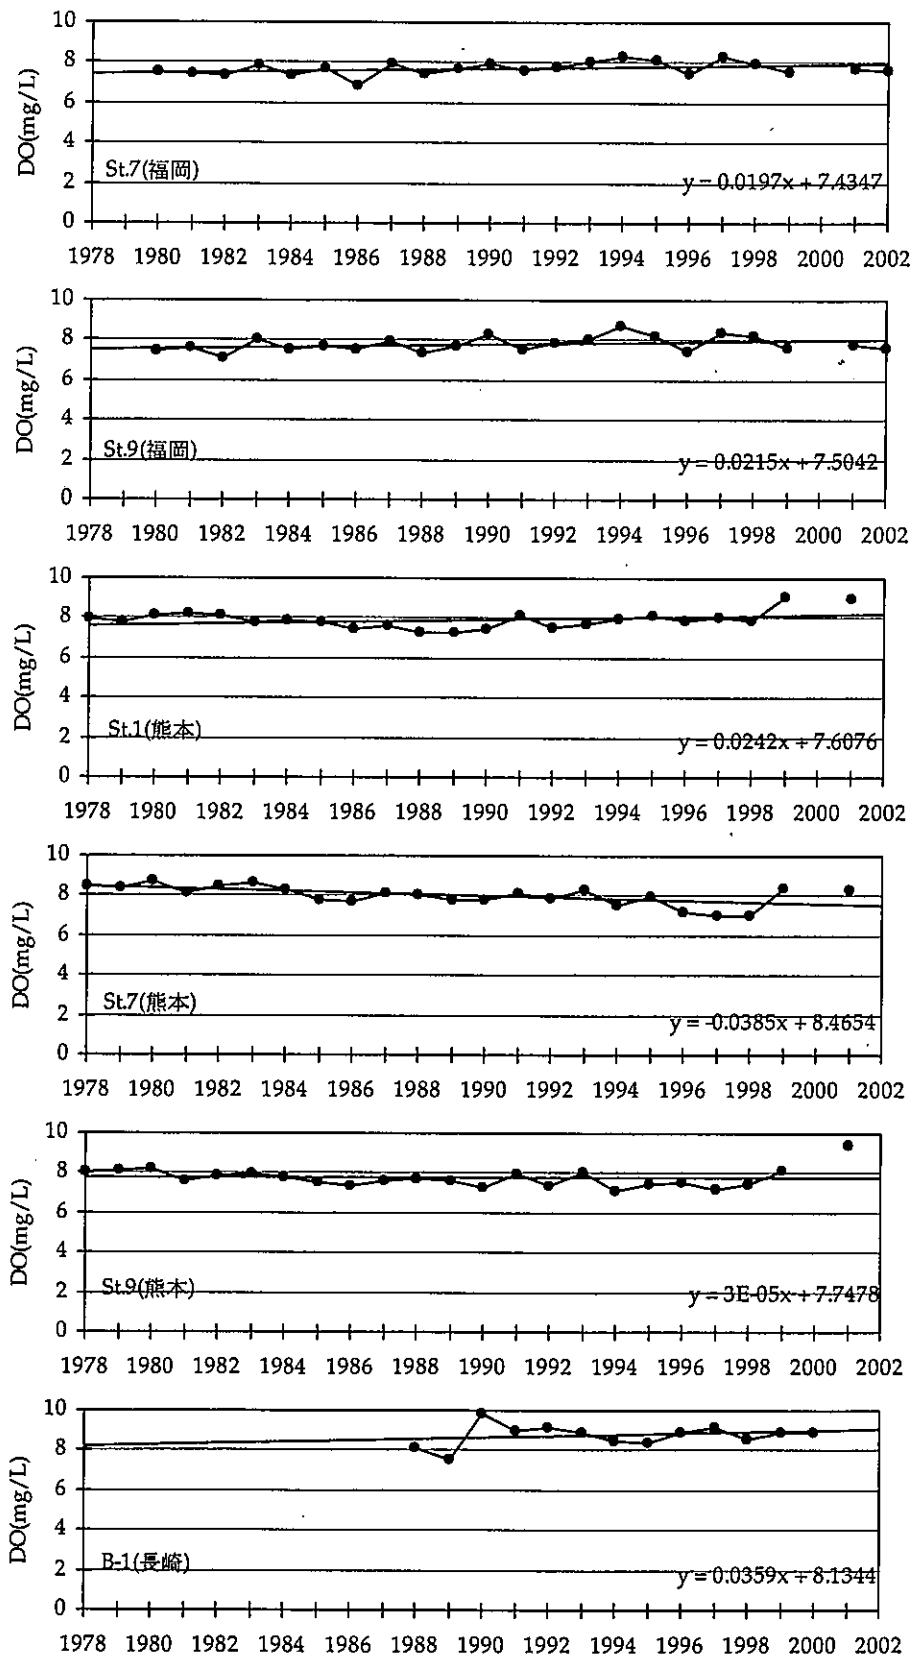 10
8
6
4
2
0
DO(mg/L)
St.7(福岡)
y = 0.0197x + 7.4347
1978 1980 1982 1984 1986 1988 1990 1992 1994 1996 1998 2000 2002
10
8
6
4
2
0
DO(mg/L)
St.9(福岡)
y = 0.0215x + 7.5042
1978 1980 1982 1984 1986 1988 1990 1992 1994 1996 1998 2000 2002
10
8
6
4
2
0
DO(mg/L)
St.1(熊本)
y = 0.0242x + 7.6076
1978 1980 1982 1984 1986 1988 1990 1992 1994 1996 1998 2000 2002
10
8
6
4
2
0
DO(mg/L)
St.7(熊本)
y = -0.0385x + 8.4654
1978 1980 1982 1984 1986 1988 1990 1992 1994 1996 1998 2000 2002
10
8
6
4
2
0
DO(mg/L)
St.9(熊本)
y = 3E-05x + 7.7478
1978 1980 1982 1984 1986 1988 1990 1992 1994 1996 1998 2000 2002
10
8
6
4
2
0
DO(mg/L)
B-1(長崎)
y = 0.0359x + 8.1344
1978 1980 1982 1984 1986 1988 1990 1992 1994 1996 1998 2000 2002